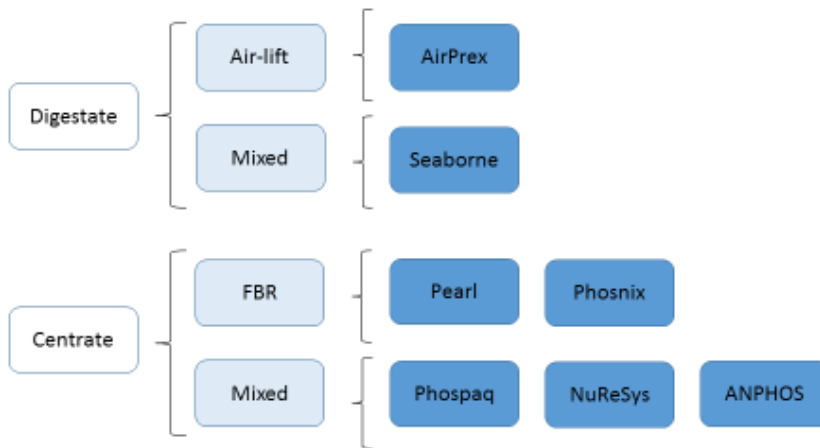 Digestate
Air-lift
AirPrex
Mixed
Seaborne
Centrate
FBR
Pearl
Phosnix
Mixed
Phospaq
NuReSys
ANPHOS